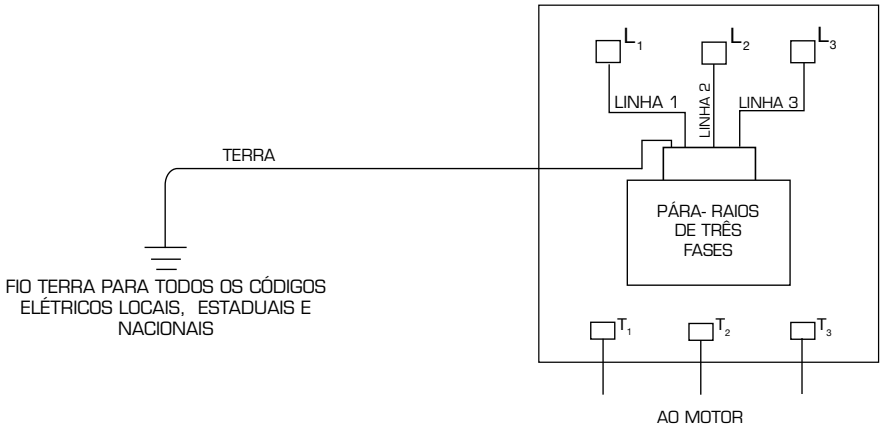 L1
L2
L3
LINHA 1
LINHA 2
LINHA 3
TERRA
PÁRA- RAIOS
DE TRÊS
FASES
FIO TERRA PARA TODOS OS CÓDIGOS
ELÉTRICOS LOCAIS, ESTADUAIS E
NACIONAIS
T1
T2
T3
AO MOTOR